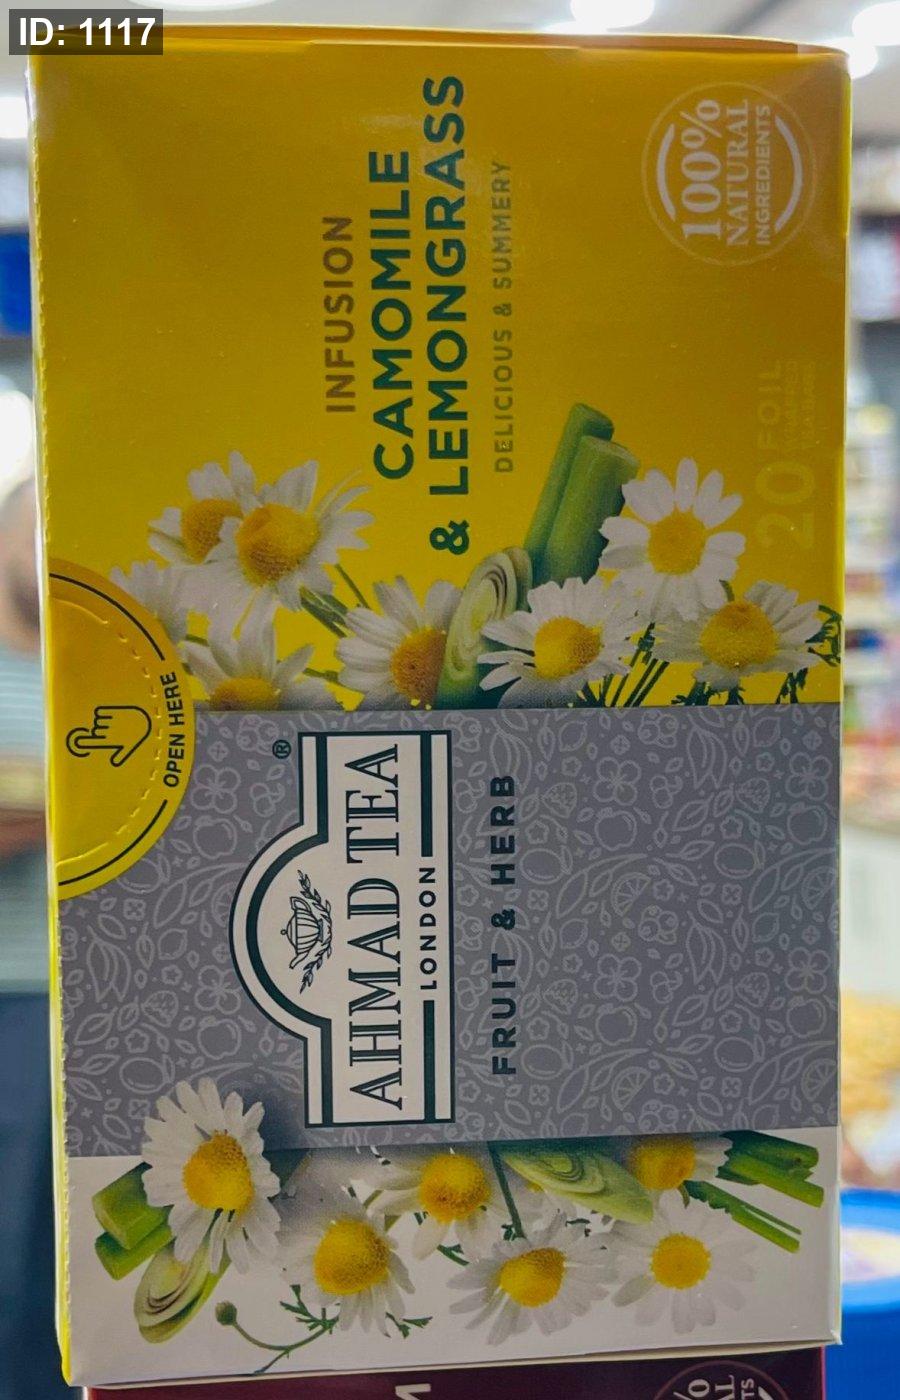 ID: 1117
INFUSION
CAMOMILE
& LEMONGRASS
DELICIOUS & SUMMERY
100%
NATURAL
INGREDIENTS
20 FOIL
OPEN HERE
®
AHMAD TEA
LONDON
FRUIT & HERB